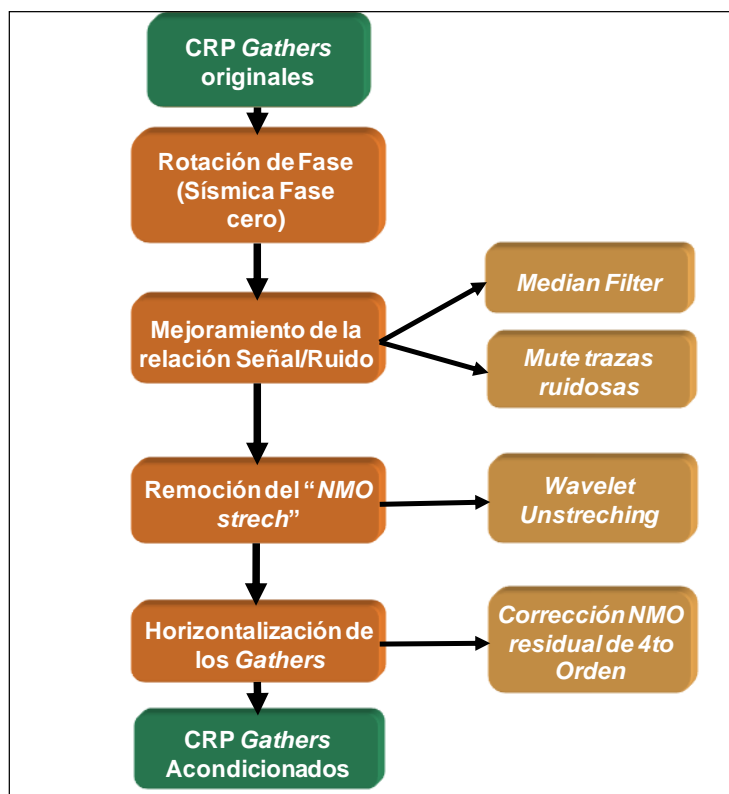 CRP Gathers
originales
Rotación de Fase
(Sísmica Fase
cero)
Mejoramiento de la
relación Señal/Ruido
Median Filter
Mute trazas
ruidosas
Remoción del “NMO
strech”
Wavelet
Unstreching
Horizontalización de
los Gathers
Corrección NMO
residual de 4to
Orden
CRP Gathers
Acondicionados